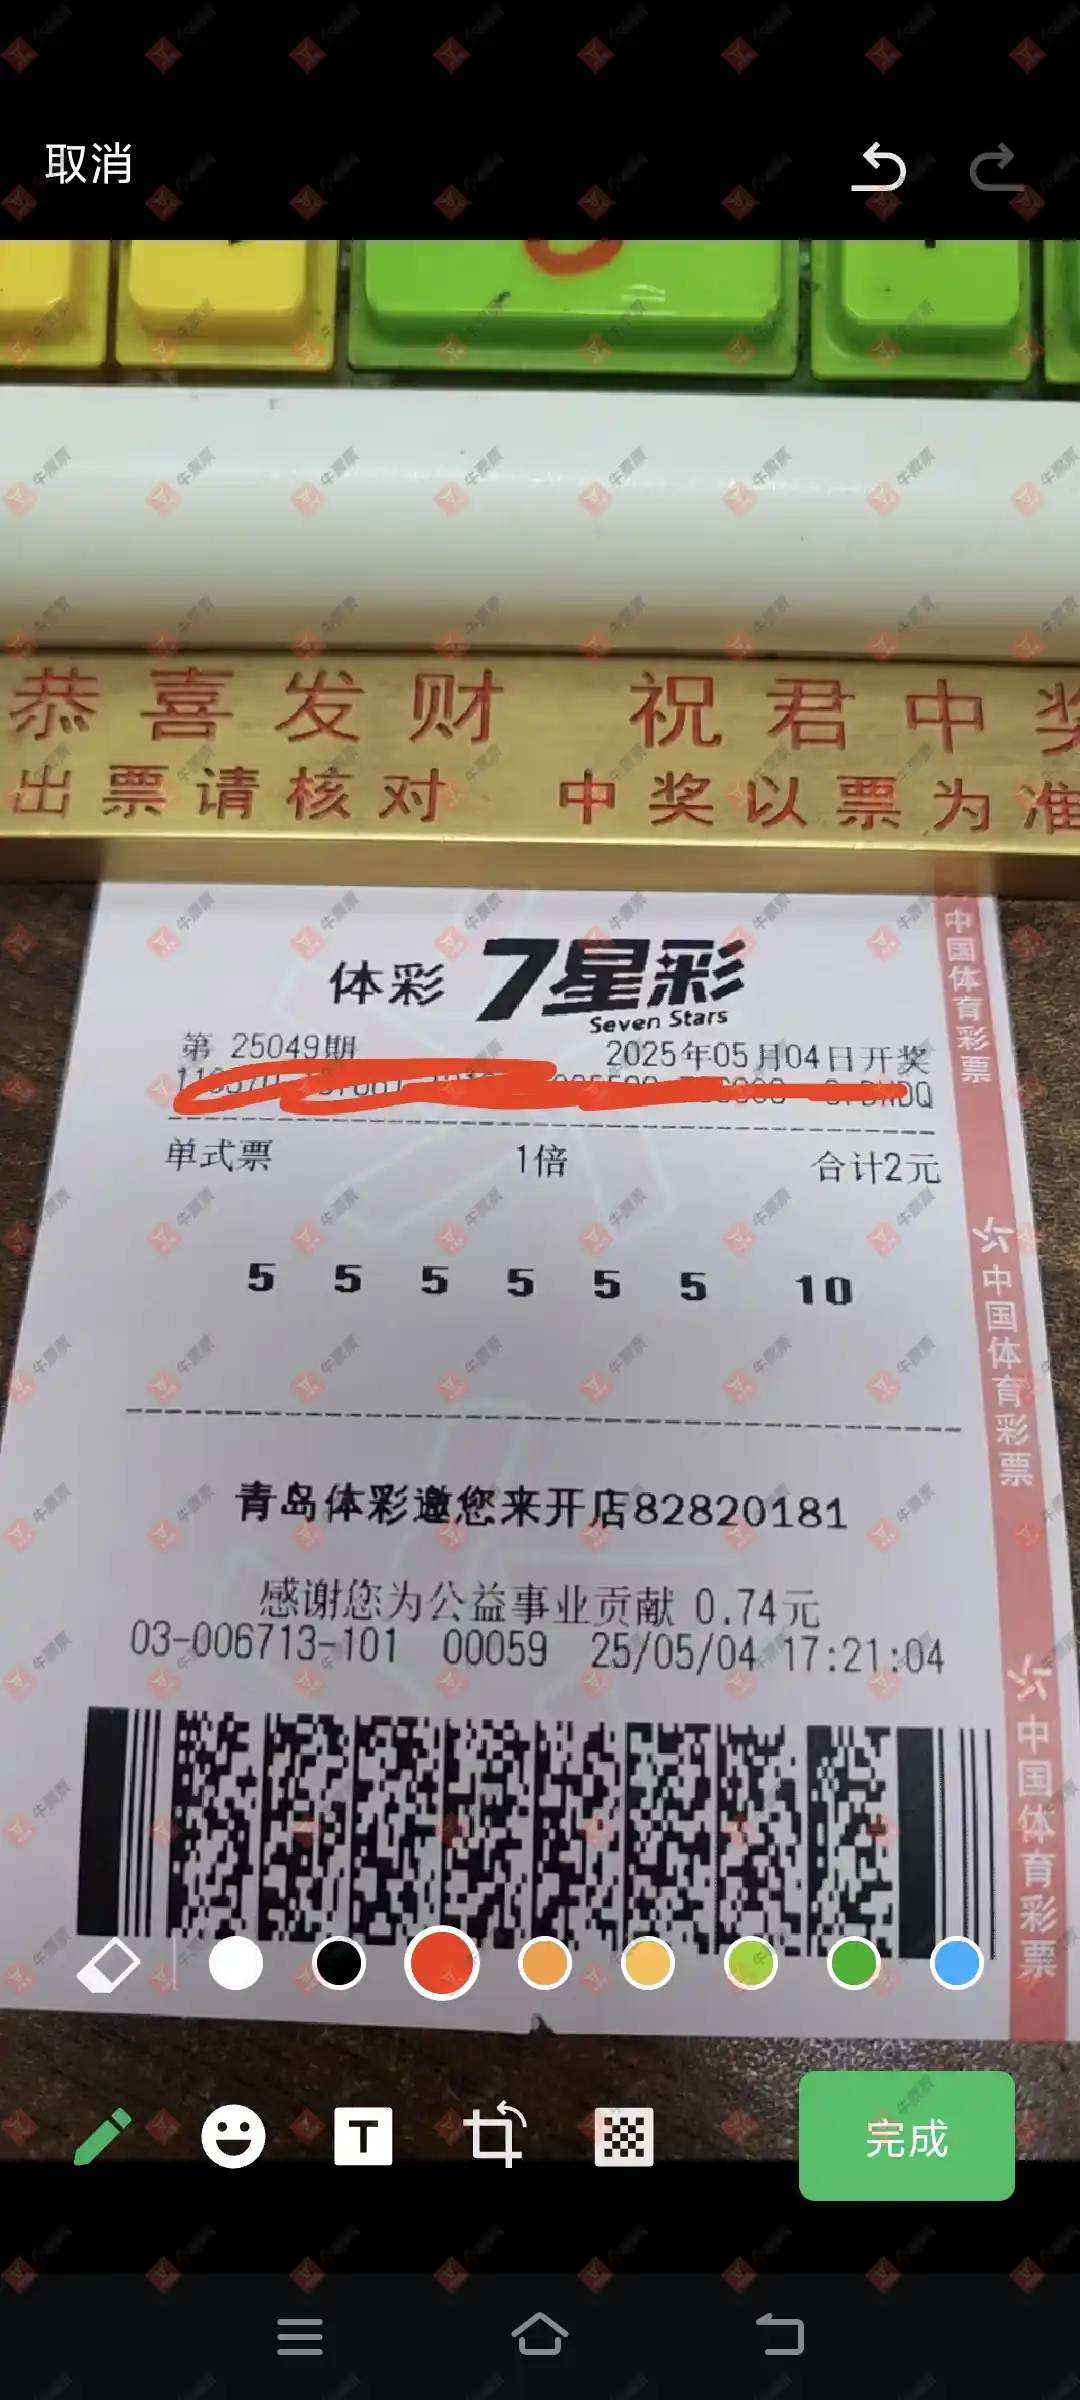 取消
恭喜发财 祝君中奖
出票请核对 中奖以票为准
体彩 7星彩
Seven Stars
第 25049期 2025年05月04日开奖
单式票 1倍 合计2元
5 5 5 5 5 5 10
青岛体彩邀您来开店82820181
感谢您为公益事业贡献 0.74元
03-006713-101 00059 25/05/04 17:21:04
中国体育彩票
中国体育彩票
中国体育彩票
T
完成
牛票票